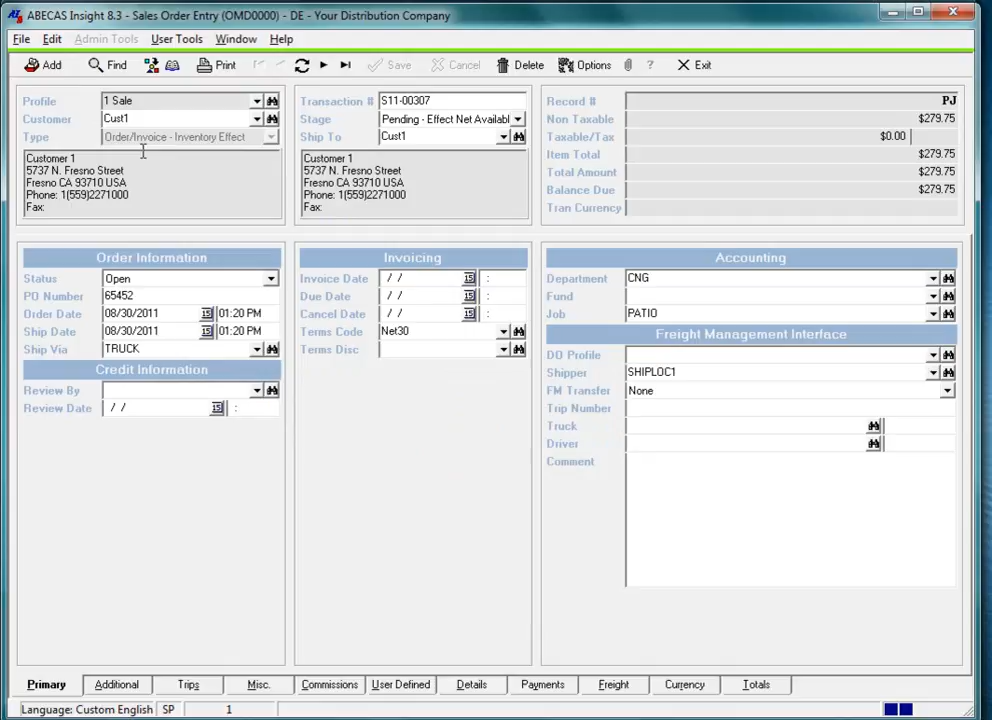 ABECAS Insight 8.3 - Sales Order Entry (OMD0000) - DE - Your Distribution Company
File Edit Admin Tools User Tools Window Help
Add Find Print Save Cancel Delete Options ? Exit
Profile 1 Sale
Customer Cust1
Type Order/Invoice - Inventory Effect
Customer 1
5737 N. Fresno Street
Fresno CA 93710 USA
Phone: 1(559)2271000
Fax:
Transaction # S11-00307
Stage Pending - Effect Net Availabl
Ship To Cust1
Customer 1
5737 N. Fresno Street
Fresno CA 93710 USA
Phone: 1(559)2271000
Fax:
Record # PJ
Non Taxable $279.75
Taxable/Tax $0.00
Item Total $279.75
Total Amount $279.75
Balance Due $279.75
Tran Currency
Order Information
Status Open
PO Number 65452
Order Date 08/30/2011 15 01:20 PM
Ship Date 08/30/2011 15 01:20 PM
Ship Via TRUCK
Credit Information
Review By
Review Date / / 15 :
Invoicing
Invoice Date / / 15 :
Due Date / / 15 :
Cancel Date / / 15 :
Terms Code Net30
Terms Disc
Accounting
Department CNG
Fund
Job PATIO
Freight Management Interface
DO Profile
Shipper SHIPLOC1
FM Transfer None
Trip Number
Truck
Driver
Comment
Primary Additional Trips Misc. Commissions User Defined Details Payments Freight Currency Totals
Language: Custom English SP 1